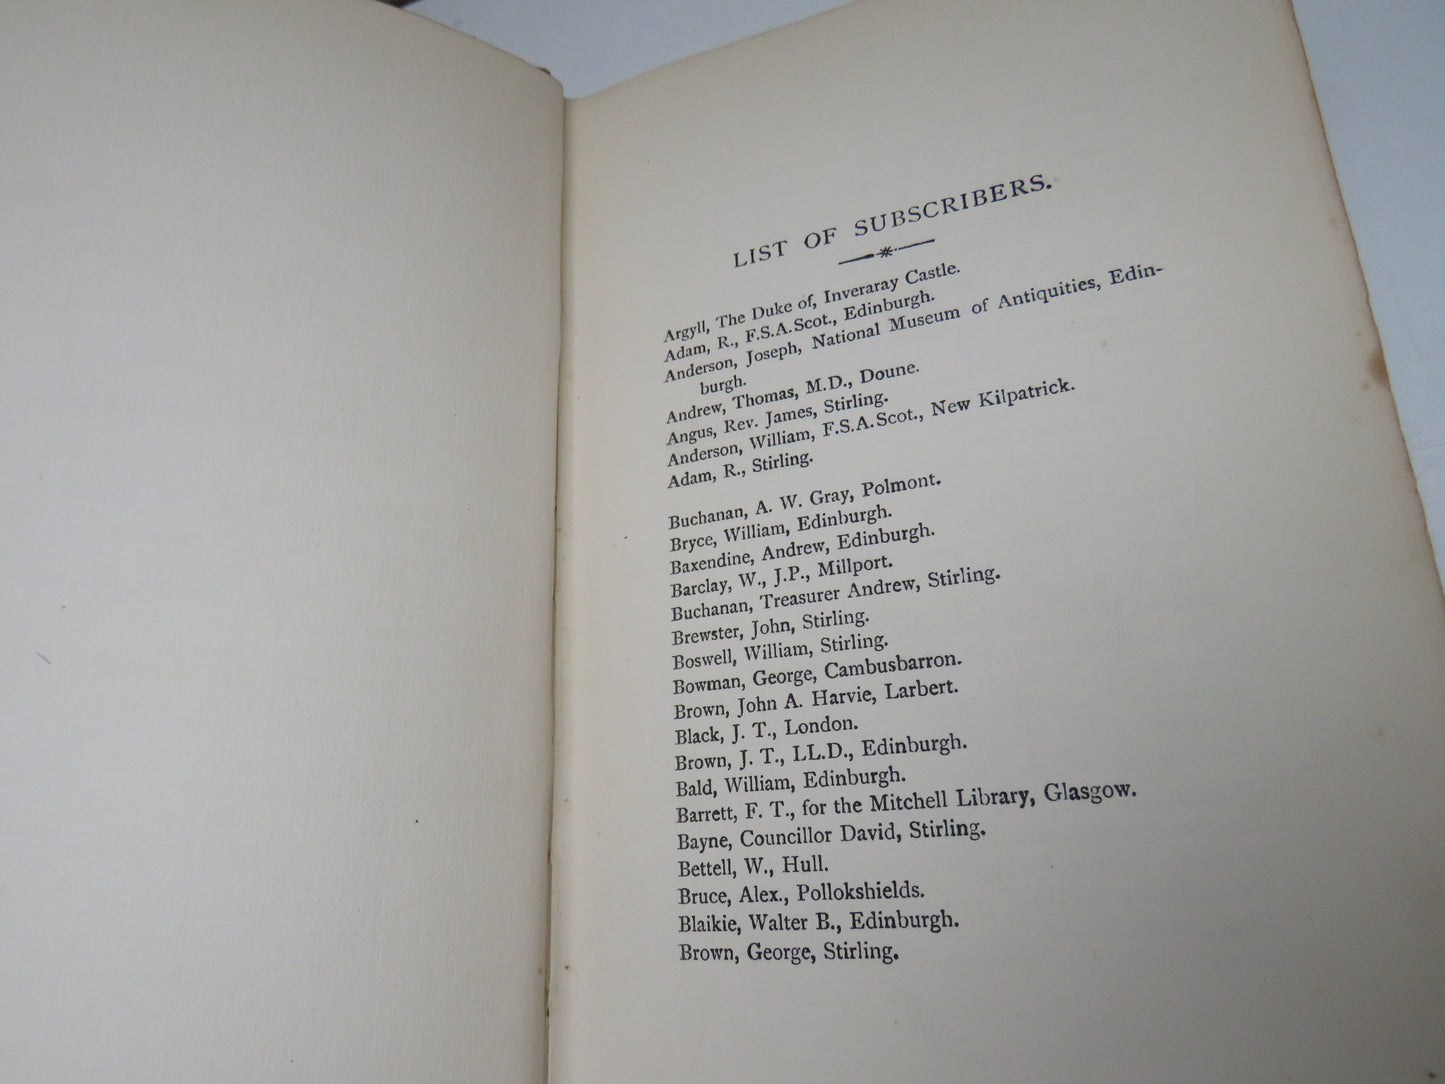 LIST OF SUBSCRIBERS.
Argyll, The Duke of, Inveraray Castle.
Adam, R., F.S.A.Scot., Edinburgh.
Anderson, Joseph, National Museum of Antiquities, Edin-
burgh.
Andrew, Thomas, M.D., Doune.
Angus, Rev. James, Stirling.
Anderson, William, F.S.A.Scot., New Kilpatrick.
Adam, R., Stirling.
Buchanan, A. W. Gray, Polmont.
Bryce, William, Edinburgh.
Baxendine, Andrew, Edinburgh.
Barclay, W., J.P., Millport.
Buchanan, Treasurer Andrew, Stirling.
Brewster, John, Stirling.
Boswell, William, Stirling.
Bowman, George, Cambusbarron.
Brown, John A. Harvie, Larbert.
Black, J. T., London.
Brown, J. T., LL.D., Edinburgh.
Bald, William, Edinburgh.
Barrett, F. T., for the Mitchell Library, Glasgow.
Bayne, Councillor David, Stirling.
Bettell, W., Hull.
Bruce, Alex., Pollokshields.
Blaikie, Walter B., Edinburgh.
Brown, George, Stirling.